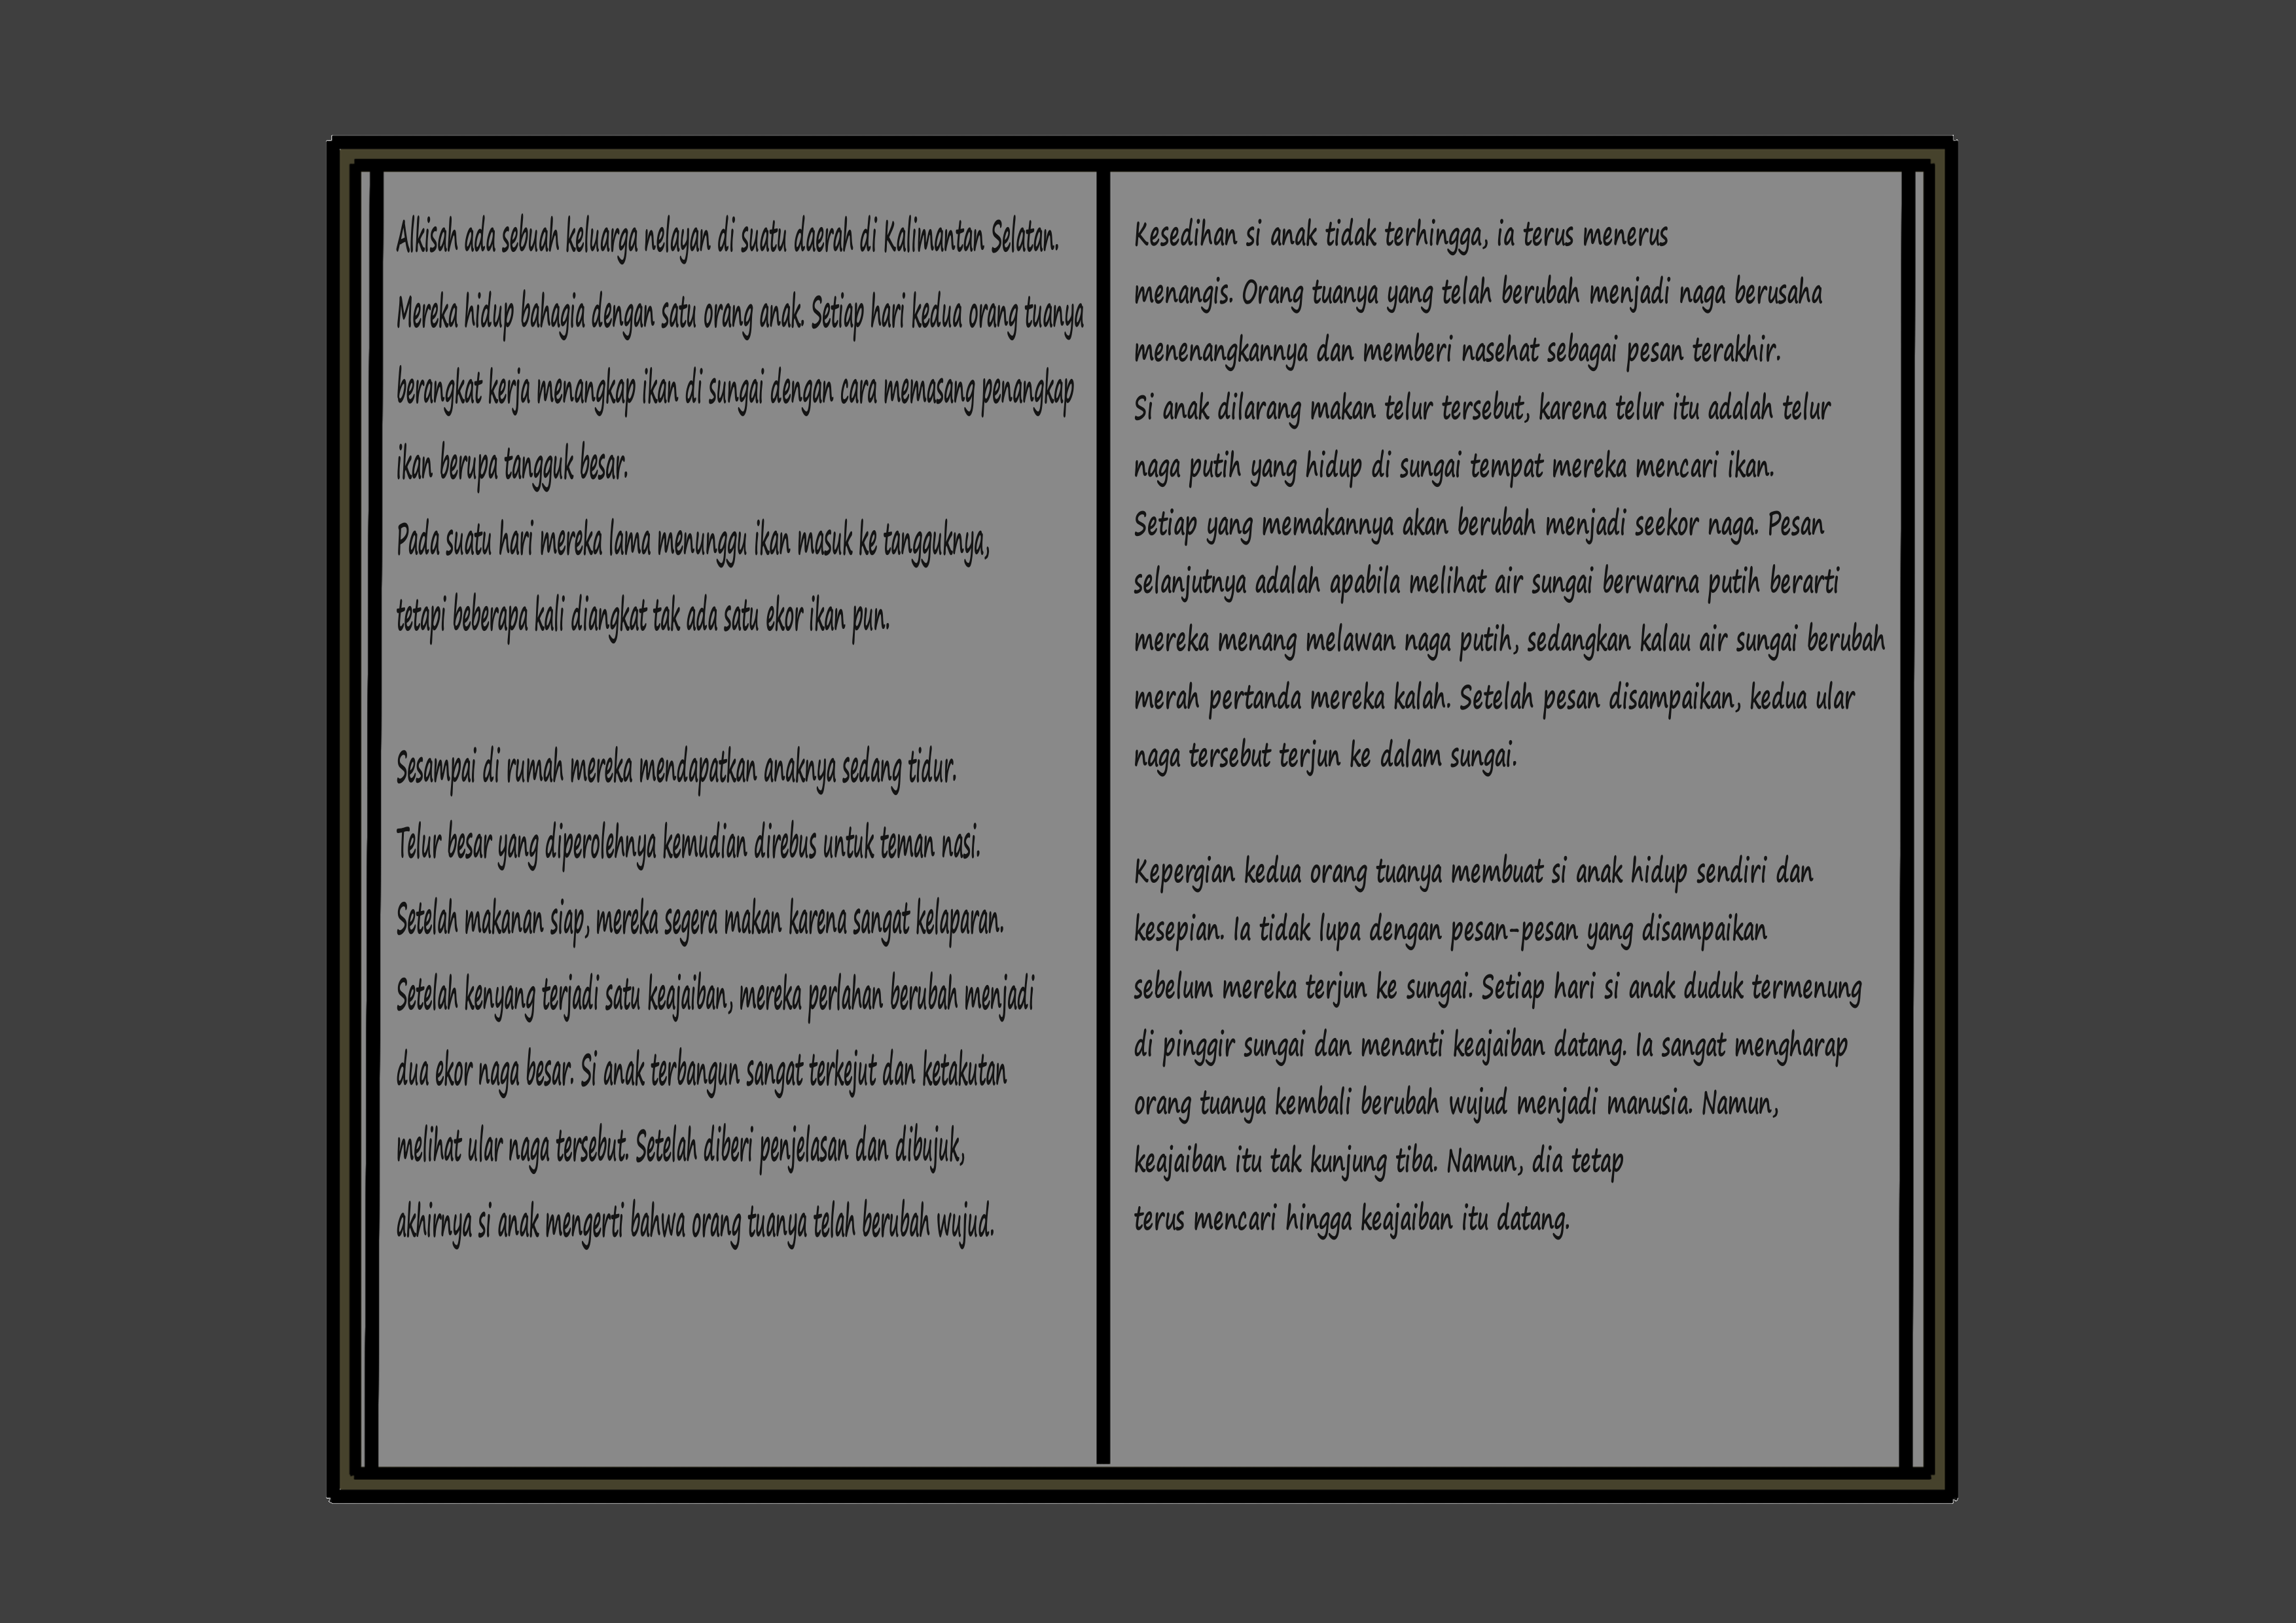 Alkisah ada sebuah keluarga nelayan di suatu daerah di Kalimantan Selatan.
Mereka hidup bahagia dengan satu orang anak. Setiap hari kedua orang tuanya
berangkat kerja menangkap ikan di sungai dengan cara memasang penangkap
ikan berupa tangguk besar.
Pada suatu hari mereka lama menunggu ikan masuk ke tangguknya,
tetapi beberapa kali diangkat tak ada satu ekor ikan pun.
Sesampai di rumah mereka mendapatkan anaknya sedang tidur.
Telur besar yang diperolehnya kemudian direbus untuk teman nasi.
Setelah makanan siap, mereka segera makan karena sangat kelaparan.
Setelah kenyang terjadi satu keajaiban, mereka perlahan berubah menjadi
dua ekor naga besar. Si anak terbangun sangat terkejut dan ketakutan
melihat ular naga tersebut. Setelah diberi penjelasan dan dibujuk,
akhirnya si anak mengerti bahwa orang tuanya telah berubah wujud.
Kesedihan si anak tidak terhingga, ia terus menerus
menangis. Orang tuanya yang telah berubah menjadi naga berusaha
menenangkannya dan memberi nasehat sebagai pesan terakhir.
Si anak dilarang makan telur tersebut, karena telur itu adalah telur
naga putih yang hidup di sungai tempat mereka mencari ikan.
Setiap yang memakannya akan berubah menjadi seekor naga. Pesan
selanjutnya adalah apabila melihat air sungai berwarna putih berarti
mereka menang melawan naga putih, sedangkan kalau air sungai berubah
merah pertanda mereka kalah. Setelah pesan disampaikan, kedua ular
naga tersebut terjun ke dalam sungai.
Kepergian kedua orang tuanya membuat si anak hidup sendiri dan
kesepian. Ia tidak lupa dengan pesan-pesan yang disampaikan
sebelum mereka terjun ke sungai. Setiap hari si anak duduk termenung
di pinggir sungai dan menanti keajaiban datang. Ia sangat mengharap
orang tuanya kembali berubah wujud menjadi manusia. Namun,
keajaiban itu tak kunjung tiba. Namun, dia tetap
terus mencari hingga keajaiban itu datang.